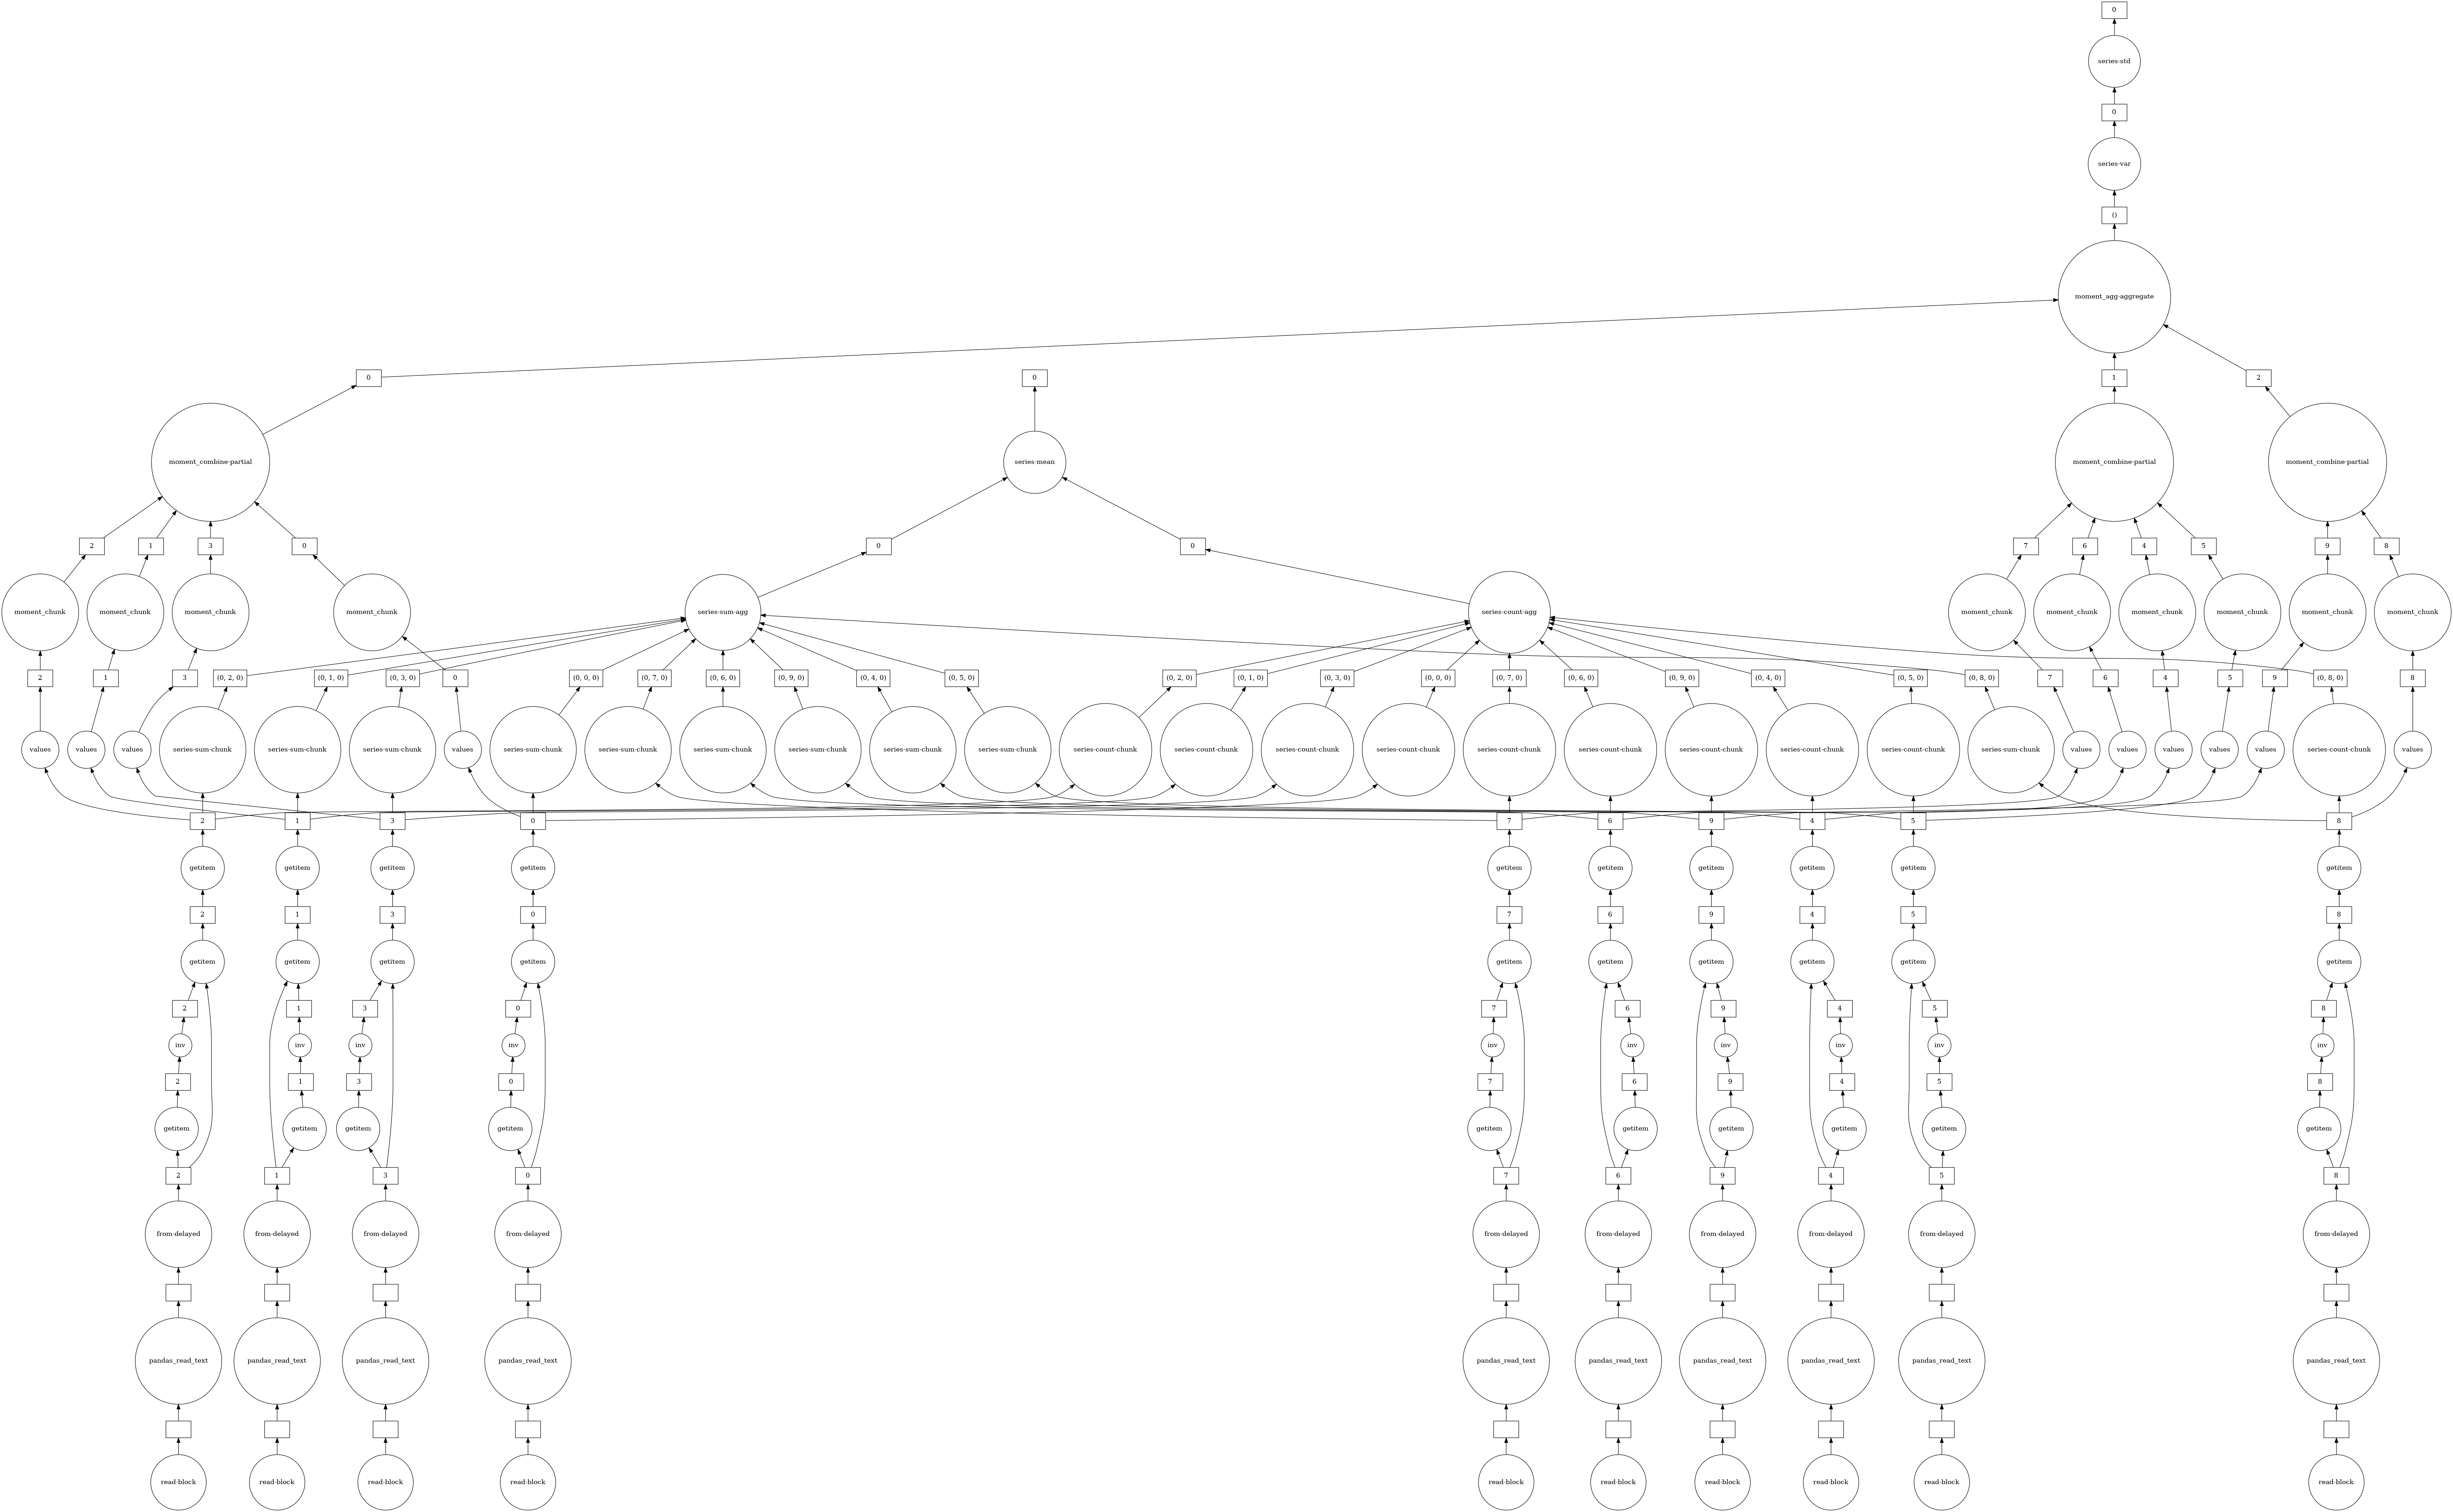 0
series-std
0
series-var
()
moment_agg-aggregate
0 0 1 2
moment_combine-partial series-mean moment_combine-partial moment_combine-partial
2 1 3 0 0 0 7 6 4 5 9 8
moment_chunk moment_chunk moment_chunk moment_chunk series-sum-agg series-count-agg moment_chunk moment_chunk moment_chunk moment_chunk moment_chunk moment_chunk
2 1 3 (0, 2, 0) (0, 1, 0) (0, 3, 0) 0 (0, 0, 0) (0, 7, 0) (0, 6, 0) (0, 9, 0) (0, 4, 0) (0, 5, 0) (0, 2, 0) (0, 1, 0) (0, 3, 0) (0, 0, 0) (0, 7, 0) (0, 6, 0) (0, 9, 0) (0, 4, 0) (0, 5, 0) (0, 8, 0) 7 6 4 5 9 (0, 8, 0) 8
values values values series-sum-chunk series-sum-chunk series-sum-chunk values series-sum-chunk series-sum-chunk series-sum-chunk series-sum-chunk series-sum-chunk series-sum-chunk series-count-chunk series-count-chunk series-count-chunk series-count-chunk series-count-chunk series-count-chunk series-count-chunk series-count-chunk series-count-chunk series-sum-chunk values values values values values series-count-chunk values
2 1 3 0 7 6 9 4 5 8
getitem getitem getitem getitem getitem getitem getitem getitem getitem getitem
2 1 3 0 7 6 9 4 5 8
getitem getitem getitem getitem getitem getitem getitem getitem getitem getitem
2 1 3 0 7 6 9 4 5 8
inv inv inv inv inv inv inv inv inv inv
2 1 3 0 7 6 9 4 5 8
getitem getitem getitem getitem getitem getitem getitem getitem getitem getitem
2 1 3 0 7 6 9 4 5 8
from-delayed from-delayed from-delayed from-delayed from-delayed from-delayed from-delayed from-delayed from-delayed from-delayed
pandas_read_text pandas_read_text pandas_read_text pandas_read_text pandas_read_text pandas_read_text pandas_read_text pandas_read_text pandas_read_text pandas_read_text
read-block read-block read-block read-block read-block read-block read-block read-block read-block read-block